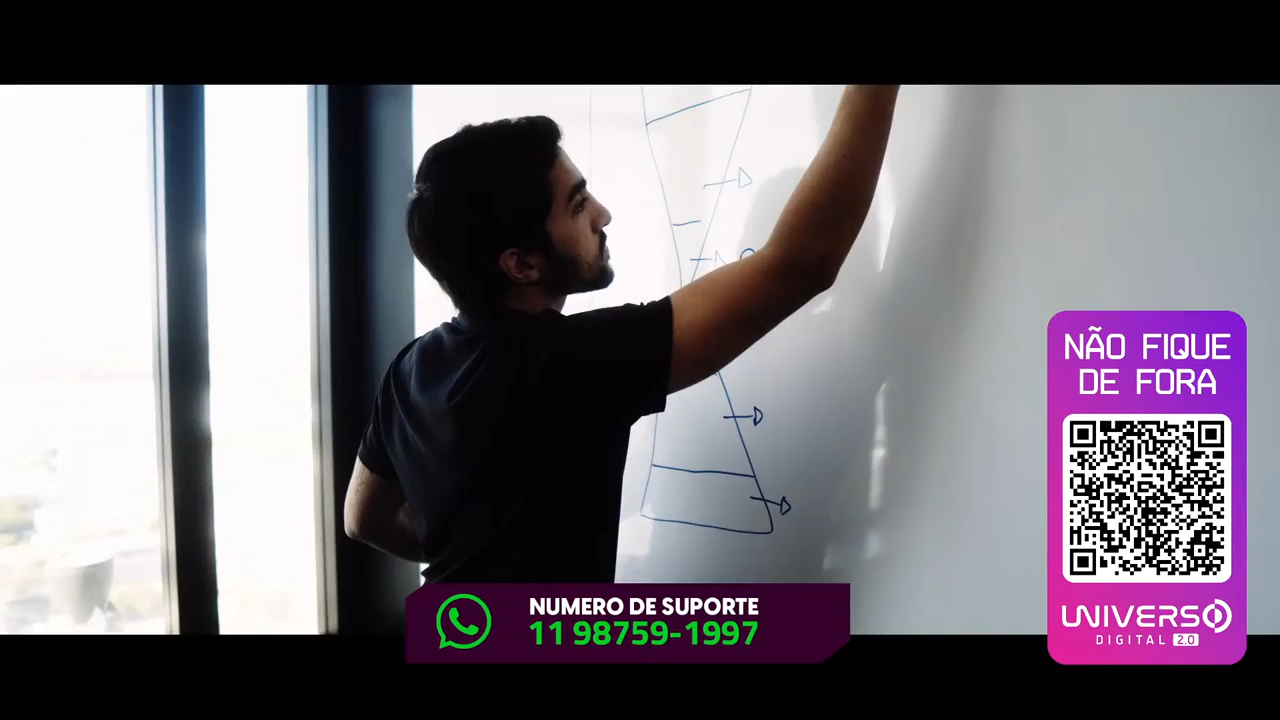 NÃO FIQUE
DE FORA
UNIVERSO
DIGITAL 2.0
NUMERO DE SUPORTE
11 98759-1997